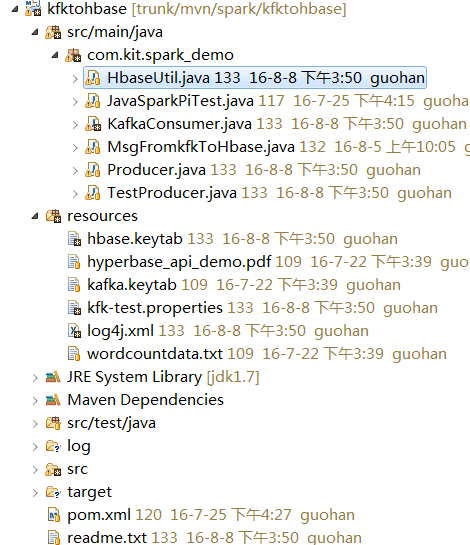 kfktohbase [trunk/mvn/spark/kfktohbase]
src/main/java
com.kit.spark_demo
HbaseUtil.java 133 16-8-8 下午3:50 guohan
JavaSparkPiTest.java 117 16-7-25 下午4:15 guoha
KafkaConsumer.java 133 16-8-8 下午3:50 guohan
MsgFromkfkToHbase.java 132 16-8-5 上午10:05 guohan
Producer.java 133 16-8-8 下午3:50 guohan
TestProducer.java 133 16-8-8 下午3:50 guohan
resources
hbase.keytab 133 16-8-8 下午3:50 guohan
hyperbase_api_demo.pdf 109 16-7-22 下午3:39 guohan
kafka.keytab 109 16-7-22 下午3:39 guohan
kfk-test.properties 133 16-8-8 下午3:50 guohan
log4j.xml 133 16-8-8 下午3:50 guohan
wordcountdata.txt 109 16-7-22 下午3:39 guohan
JRE System Library [jdk1.7]
Maven Dependencies
src/test/java
log
src
target
pom.xml 120 16-7-25 下午4:27 guohan
readme.txt 133 16-8-8 下午3:50 guohan